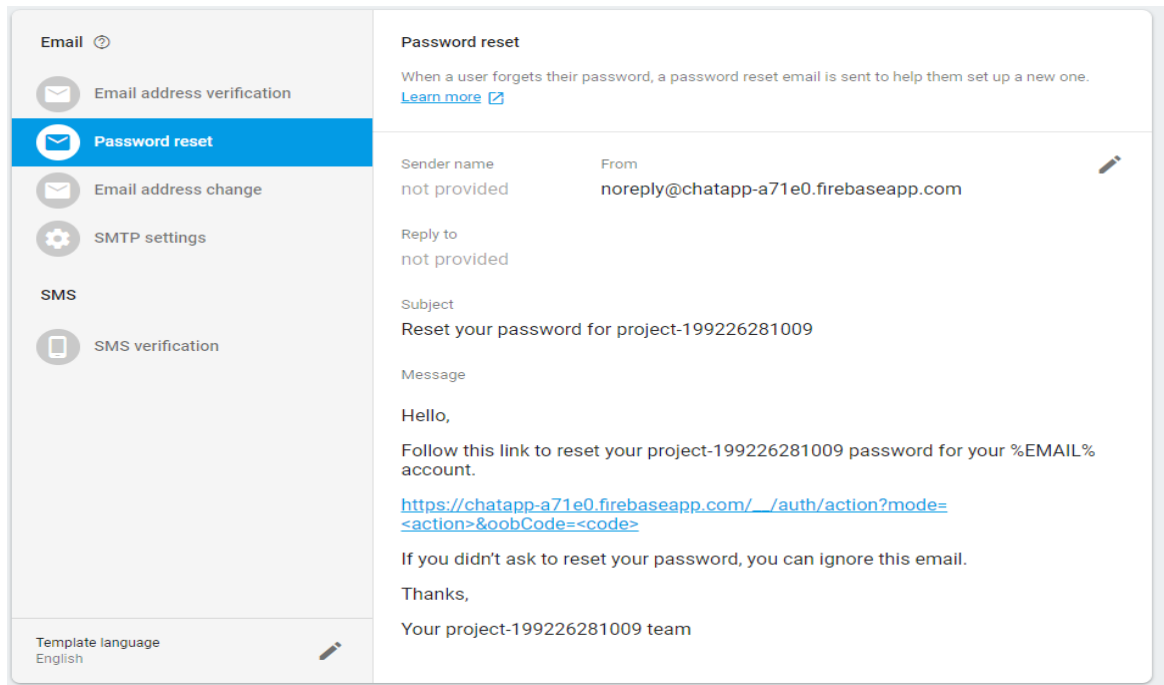 Email
Email address verification
Password reset
Email address change
SMTP settings
SMS
SMS verification
Template language
English
Password reset
When a user forgets their password, a password reset email is sent to help them set up a new one.
Learn more
Sender name
From
not provided
noreply@chatapp-a71e0.firebaseapp.com
Reply to
not provided
Subject
Reset your password for project-199226281009
Message
Hello,
Follow this link to reset your project-199226281009 password for your %EMAIL%
account.
https://chatapp-a71e0.firebaseapp.com/__/auth/action?mode=
<action>&oobCode=<code>
If you didn’t ask to reset your password, you can ignore this email.
Thanks,
Your project-199226281009 team